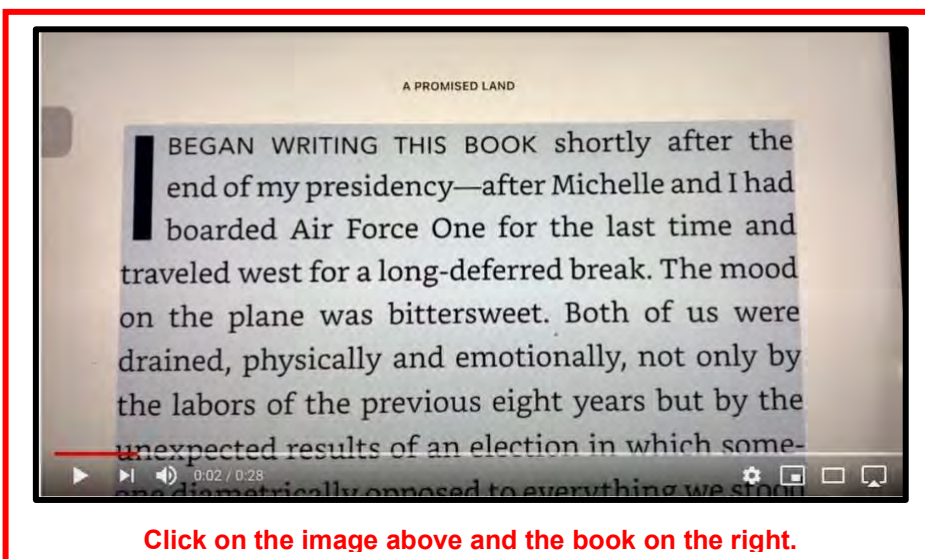 A PROMISED LAND
I BEGAN WRITING THIS BOOK shortly after the
end of my presidency—after Michelle and I had
boarded Air Force One for the last time and
traveled west for a long-deferred break. The mood
on the plane was bittersweet. Both of us were
drained, physically and emotionally, not only by
the labors of the previous eight years but by the
unexpected results of an election in which some-
one diametrically opposed to everything we stood
0:02 / 0:28
Click on the image above and the book on the right.